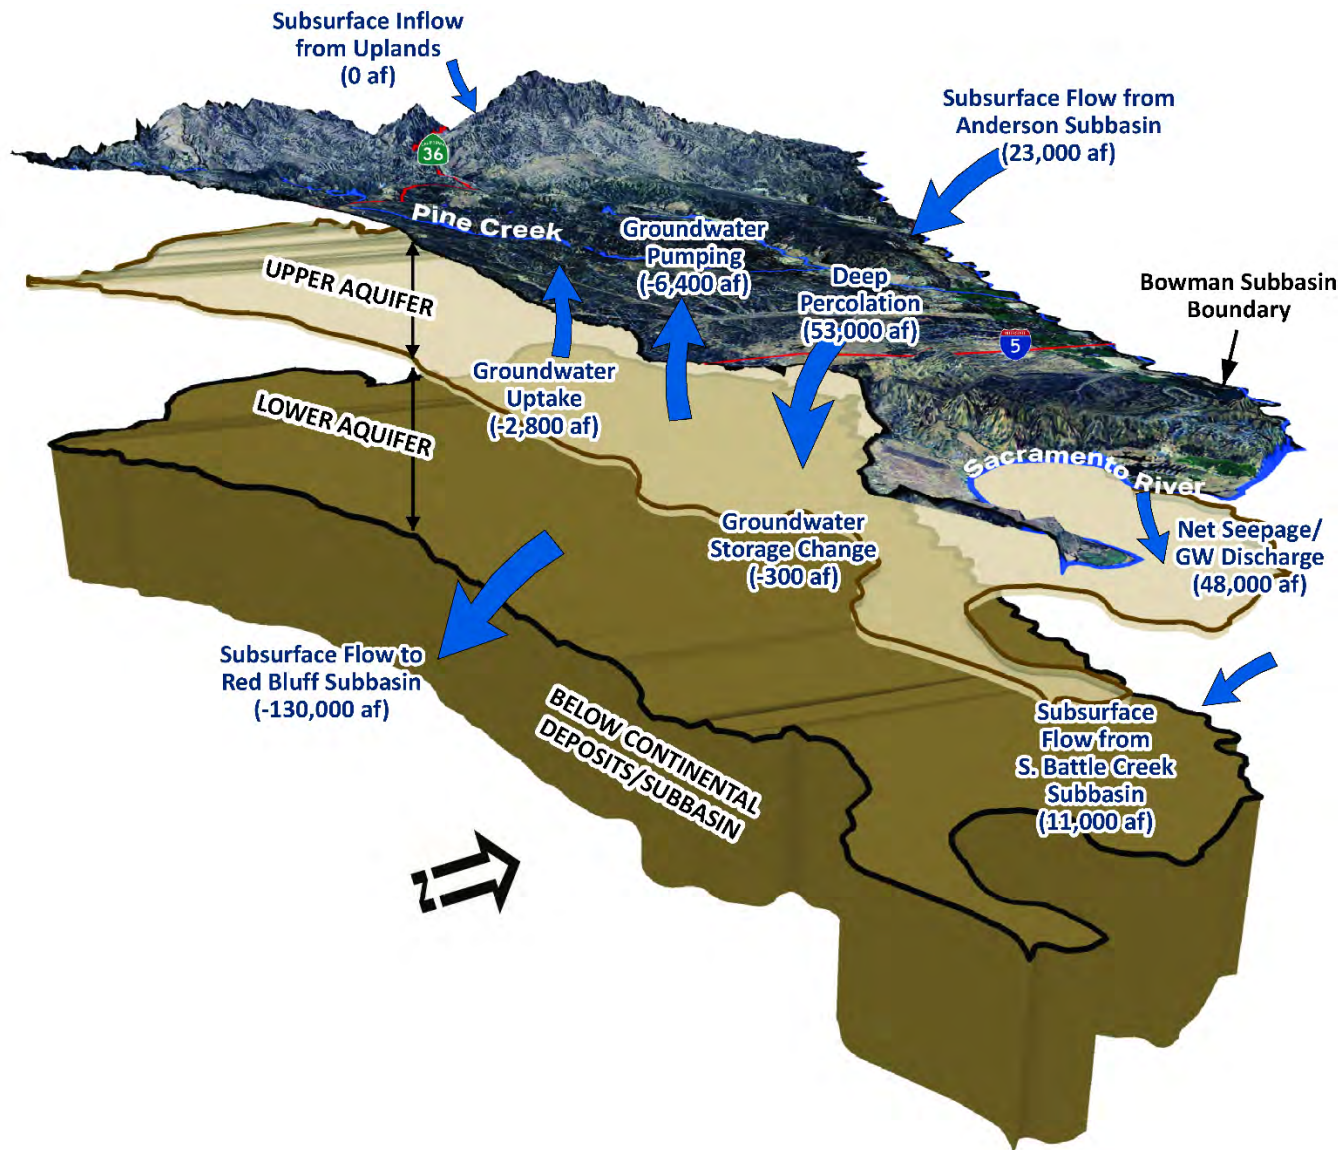 Subsurface Inflow
from Uplands
(0 af)
Subsurface Flow from
Anderson Subbasin
(23,000 af)
CALIFORNIA
36
Pine Creek
Groundwater
Pumping
(-6,400 af)
Deep
Percolation
(53,000 af)
Bowman Subbasin
Boundary
UPPER AQUIFER
INTERSTATE
5
Groundwater
Uptake
(-2,800 af)
LOWER AQUIFER
Sacramento River
Groundwater
Storage Change
(-300 af)
Net Seepage/
GW Discharge
(48,000 af)
Subsurface Flow to
Red Bluff Subbasin
(-130,000 af)
BELOW CONTINENTAL
DEPOSITS/SUBBASIN
Subsurface
Flow from
S. Battle Creek
Subbasin
(11,000 af)
N